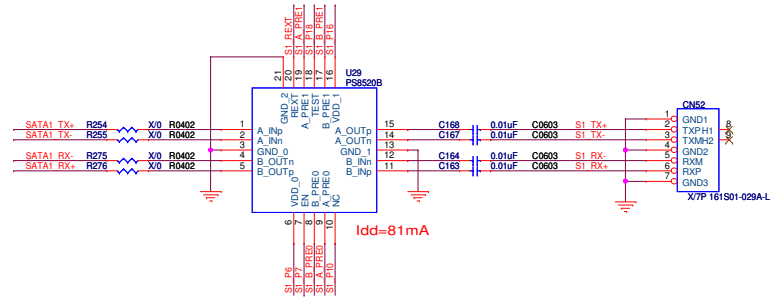 S1_REXT
S1_A_PRE1
S1_P18
S1_B_PRE1
S1_P16
21
20
19
18
17
16
U29
PS8520B
GND_2
REXT
A_PRE1
TEST
B_PRE1
VDD_1
SATA1_TX+ R254 X/0 R0402 1 A_INp A_OUTp 15 C168 0.01uF C0603 S1_TX+
SATA1_TX- R255 X/0 R0402 2 A_INn A_OUTn 14 C167 0.01uF C0603 S1_TX-
3 GND_0 GND_1 13
SATA1_RX- R275 X/0 R0402 4 B_OUTn B_INn 12 C164 0.01uF C0603 S1_RX-
SATA1_RX+ R276 X/0 R0402 5 B_OUTp B_INp 11 C163 0.01uF C0603 S1_RX+
VDD_0
EN
B_PRE0
A_PRE0
NC
6
7
8
9
10
S1_P6
S1_P7
S1_B_PRE0
S1_A_PRE0
S1_P10
Idd=81mA
CN52
1 GND1
2 TXPH1 8
3 TXMH2 9
4 GND2
5 RXM
6 RXP
7 GND3
X/7P 161S01-029A-L